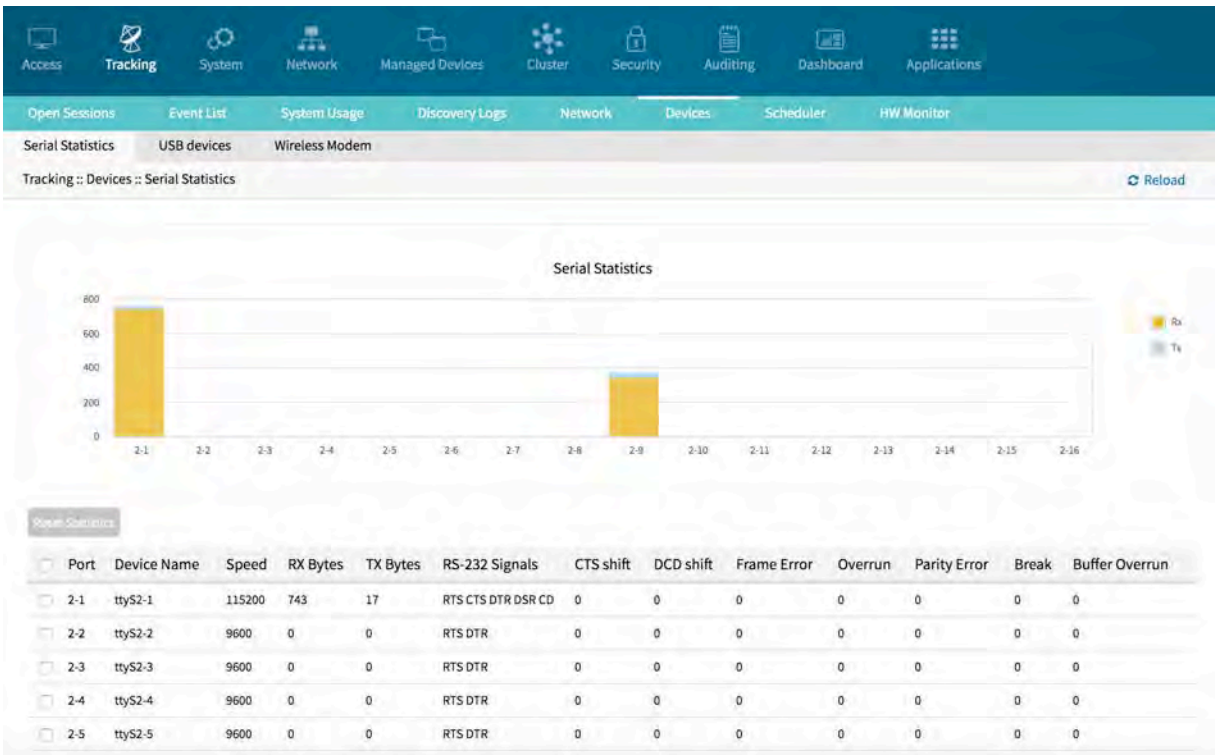 Access Tracking System Network Managed Devices Cluster Security Auditing Dashboard Applications
Open Sessions Event List System Usage Discovery Logs Network Devices Scheduler HW Monitor
Serial Statistics USB devices Wireless Modem
Tracking :: Devices :: Serial Statistics Reload
Serial Statistics
800
600
400
200
0
Rx
Tx
2-1 2-2 2-3 2-4 2-5 2-6 2-7 2-8 2-9 2-10 2-11 2-12 2-13 2-14 2-15 2-16
Reset Statistics
Port Device Name Speed RX Bytes TX Bytes RS-232 Signals CTS shift DCD shift Frame Error Overrun Parity Error Break Buffer Overrun
2-1 ttyS2-1 115200 743 17 RTS CTS DTR DSR CD 0 0 0 0 0 0 0
2-2 ttyS2-2 9600 0 0 RTS DTR 0 0 0 0 0 0 0
2-3 ttyS2-3 9600 0 0 RTS DTR 0 0 0 0 0 0 0
2-4 ttyS2-4 9600 0 0 RTS DTR 0 0 0 0 0 0 0
2-5 ttyS2-5 9600 0 0 RTS DTR 0 0 0 0 0 0 0